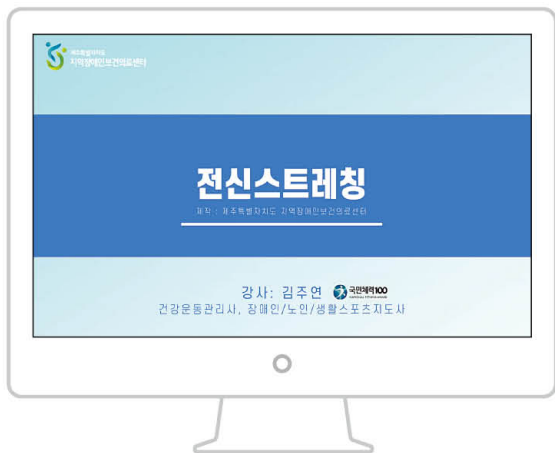 제주특별자치도
지역장애인보건의료센터
전신스트레칭
제작 : 제주특별자치도 지역장애인보건의료센터
강사: 김주연 국민체력100
건강운동관리사, 장애인/노인/생활스포츠지도사